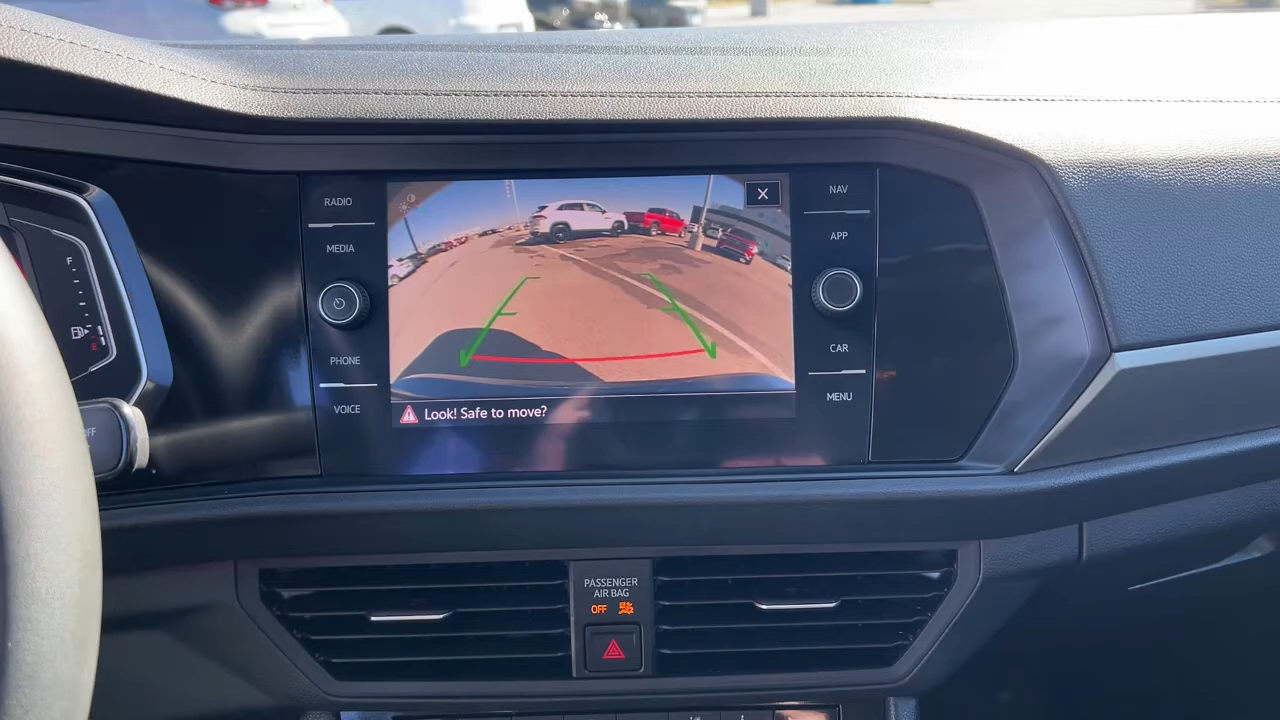 RADIO
MEDIA
PHONE
VOICE
NAV
APP
CAR
MENU
Look! Safe to move?
F
E
PASSENGER
AIR BAG
OFF